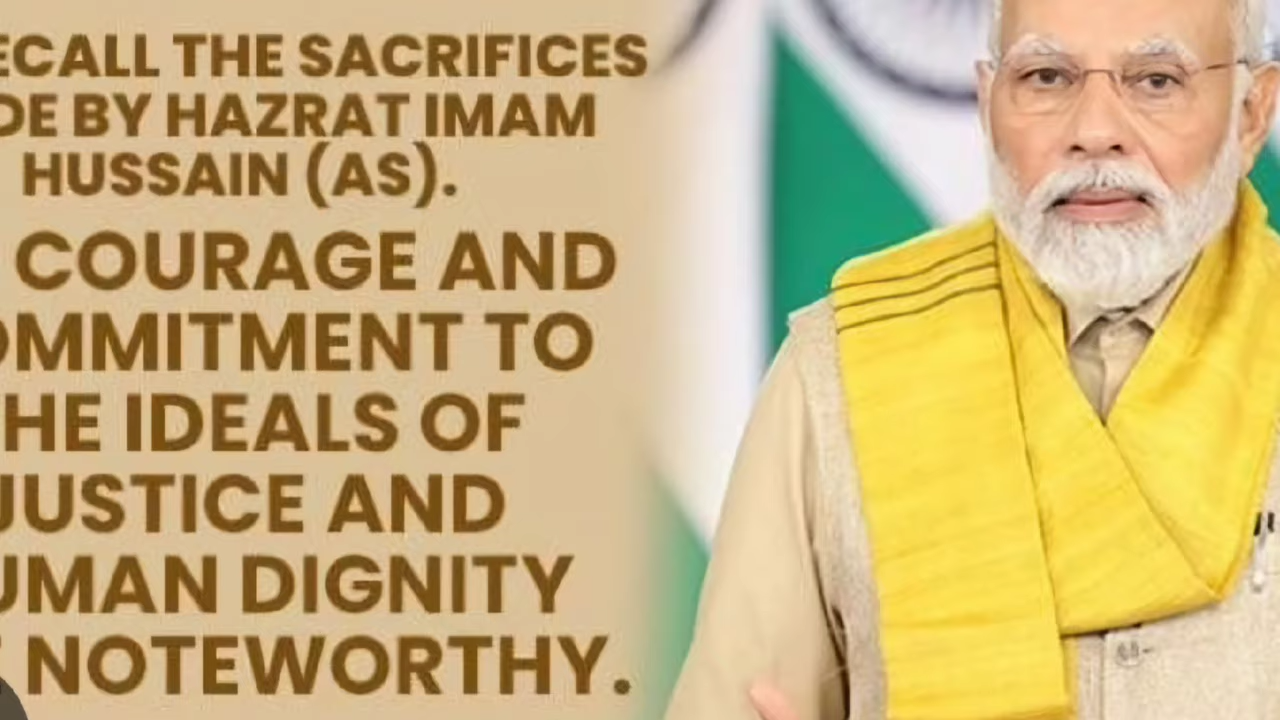 ECALL THE SACRIFICES
DE BY HAZRAT IMAM
HUSSAIN (AS).
COURAGE AND
OMMITMENT TO
HE IDEALS OF
JUSTICE AND
UMAN DIGNITY
NOTEWORTHY.